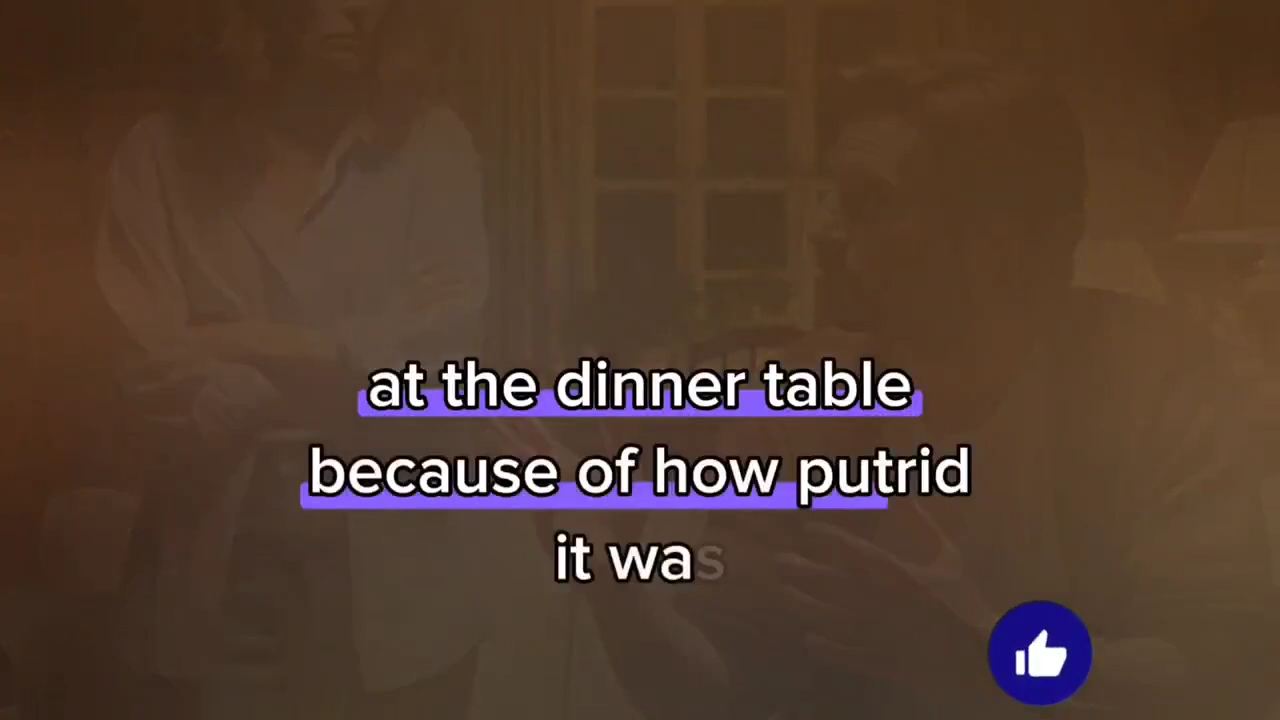 at the dinner table
because of how putrid
it was